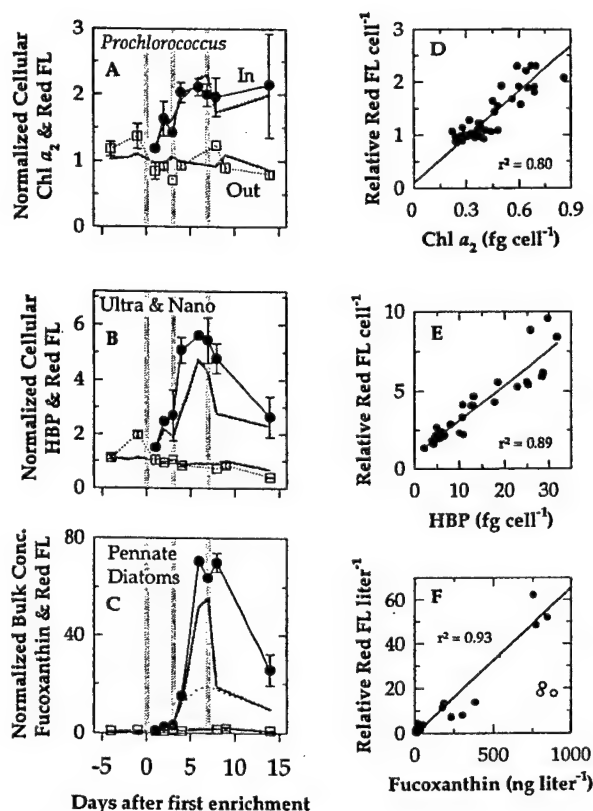 Normalized Cellular
Chl a₂ & Red FL
3
2
1
0
Prochlorococcus
A
In
Out
Normalized Cellular
HBP & Red FL
6
4
2
0
Ultra & Nano
B
Normalized Bulk Conc.
Fucoxanthin & Red FL
80
40
0
Pennate
Diatoms
C
-5 0 5 10 15
Days after first enrichment
Relative Red FL cell⁻¹
3
2
1
0
D
r² = 0.80
0 0.3 0.6 0.9
Chl a₂ (fg cell⁻¹)
Relative Red FL cell⁻¹
10
5
0
E
r² = 0.89
0 10 20 30
HBP (fg cell⁻¹)
Relative Red FL liter⁻¹
60
40
20
0
F
r² = 0.93
0 500 1000
Fucoxanthin (ng liter⁻¹)